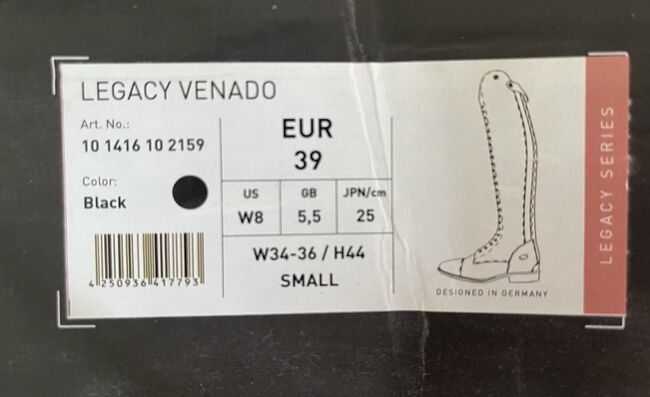 LEGACY VENADO
Art. No.:
10 1416 10 2159
Color:
Black
4 250936 417793
EUR
39
US GB JPN/cm
W8 5,5 25
W34-36 / H44
SMALL
DESIGNED IN GERMANY
LEGACY SERIES